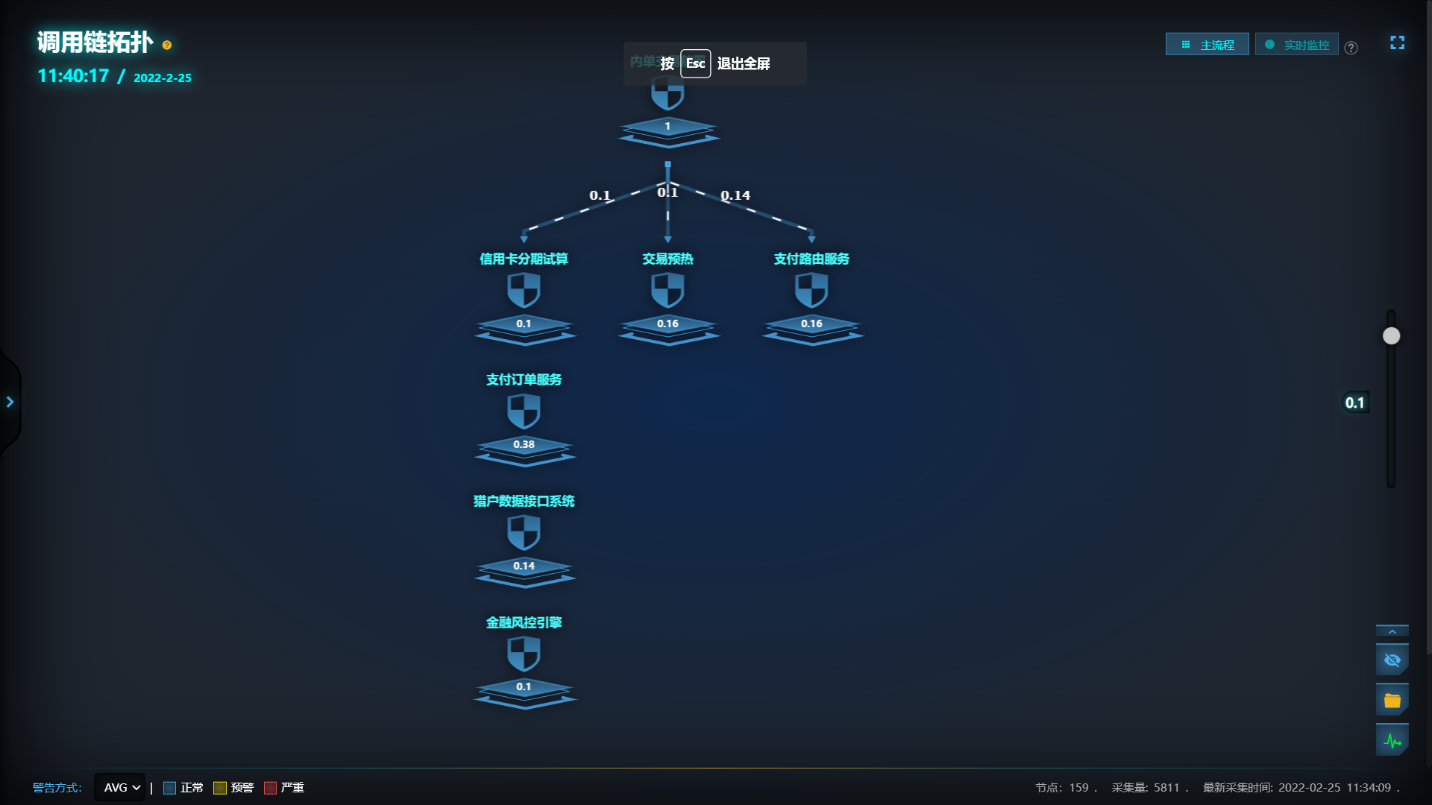 调用链拓扑
11:40:17 / 2022-2-25
按 Esc 退出全屏
主流程
实时监控
1
0.1
0.1
0.14
信用卡分期试算
交易预热
支付路由服务
0.1
0.16
0.16
支付订单服务
0.38
0.1
猎户数据接口系统
0.14
金融风控引擎
0.1
警告方式: AVG | 正常 预警 严重
节点: 159 . 采集量: 5811 . 最新采集时间: 2022-02-25 11:34:09 .